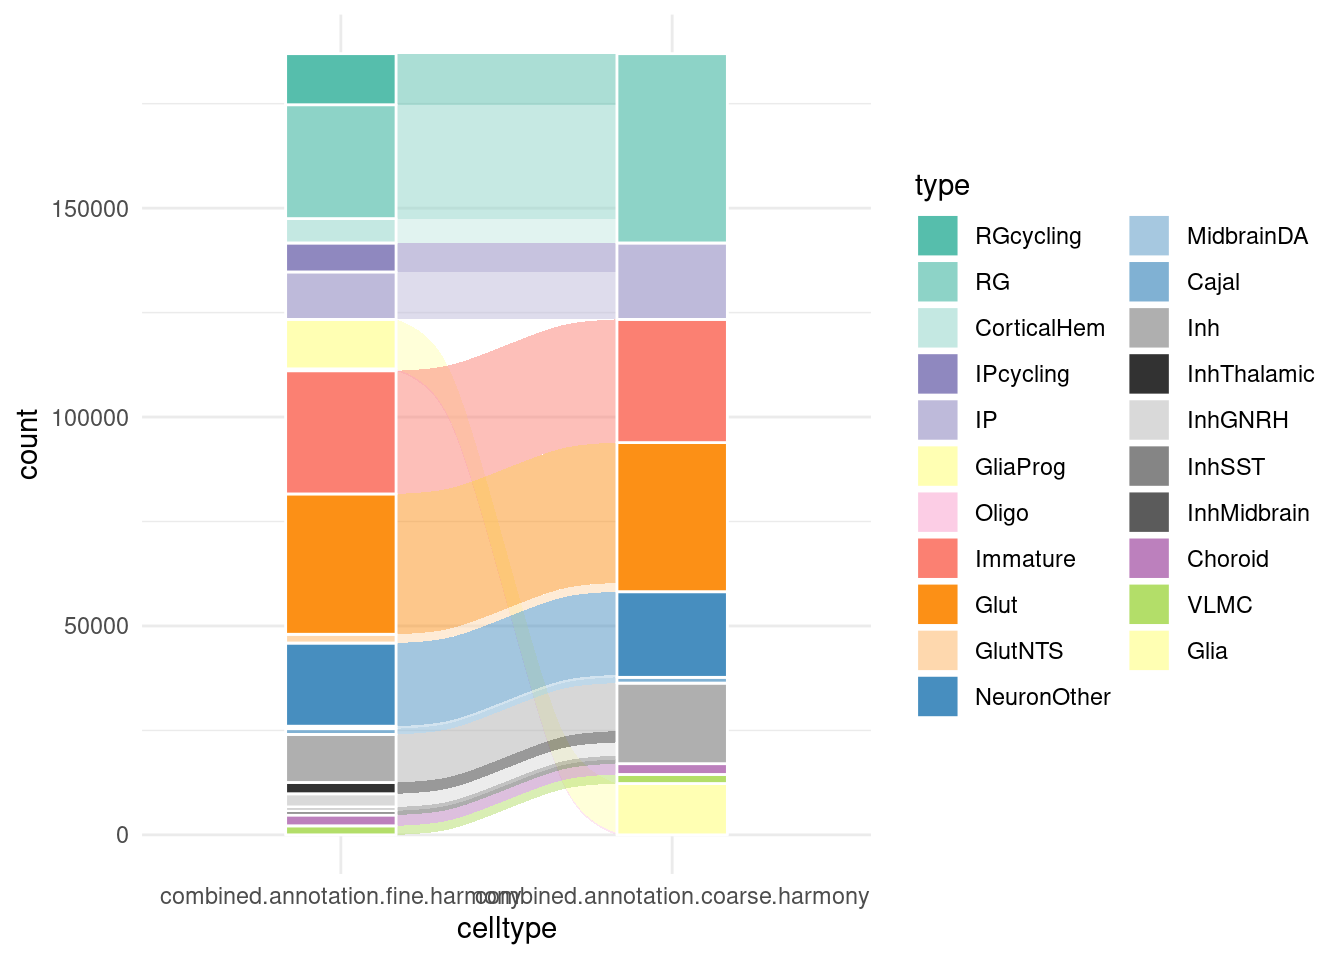 count
150000
100000
50000
0
combined.annotation.fine.harmony
combined.annotation.coarse.harmony
celltype
type
RGcycling
RG
CorticalHem
IPcycling
IP
GliaProg
Oligo
Immature
Glut
GlutNTS
NeuronOther
MidbrainDA
Cajal
Inh
InhThalamic
InhGNRH
InhSST
InhMidbrain
Choroid
VLMC
Glia